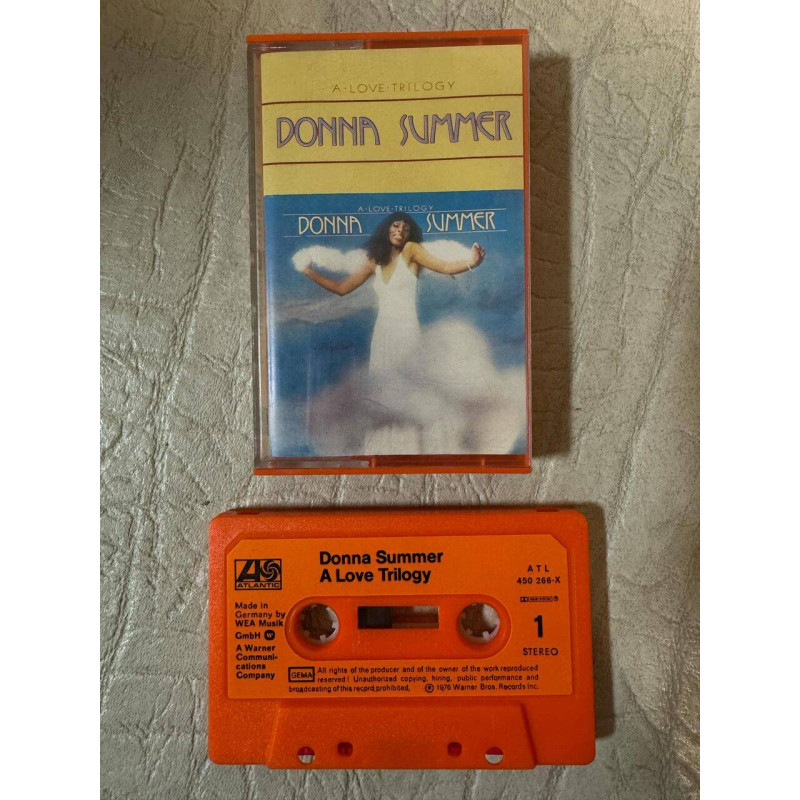 A·LOVE·TRILOGY
DONNA SUMMER
A·LOVE·TRILOGY
DONNA SUMMER
ATLANTIC
Donna Summer
A Love Trilogy
ATL
450 266-X
Made in
Germany by
WEA Musik
GmbH W
A Warner
Communi-
cations
Company
1
STEREO
GEMA
All rights of the producer and of the owner of the work reproduced
reserved! Unauthorized copying, hiring, public performance and
broadcasting of this record prohibited. ℗ 1976 Warner Bros. Records Inc.